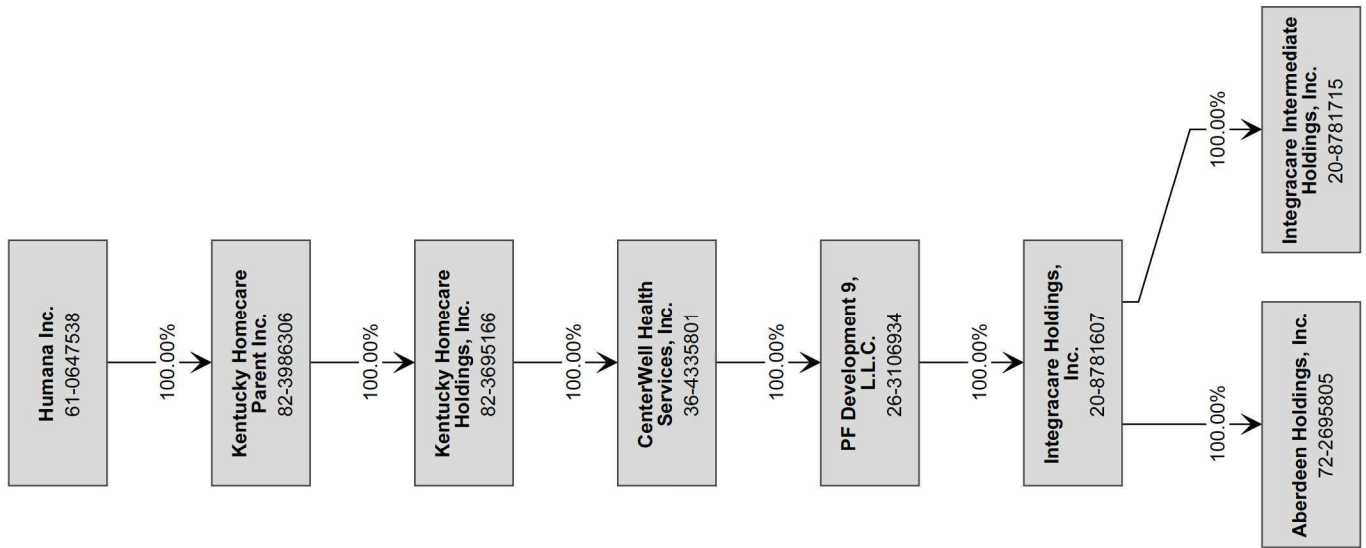 Humana Inc.
61-0647538
100.00%
Kentucky Homecare
Parent Inc.
82-3986306
100.00%
Kentucky Homecare
Holdings, Inc.
82-3695166
100.00%
CenterWell Health
Services, Inc.
36-4335801
100.00%
PF Development 9,
L.L.C.
26-3106934
100.00%
Integracare Holdings,
Inc.
20-8781607
100.00%
100.00%
Aberdeen Holdings, Inc.
72-2695805
Integracare Intermediate
Holdings, Inc.
20-8781715